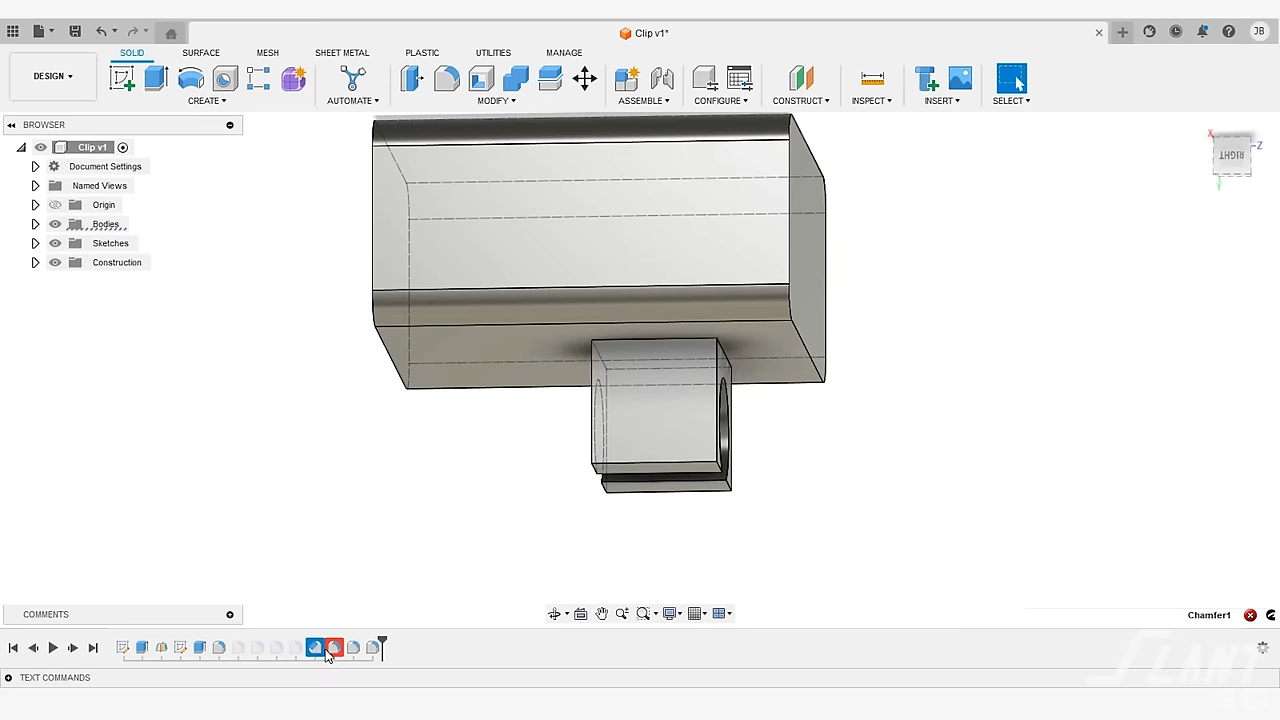 Clip v1*
JB
SOLID SURFACE MESH SHEET METAL PLASTIC UTILITIES MANAGE
DESIGN
CREATE AUTOMATE MODIFY ASSEMBLE CONFIGURE CONSTRUCT INSPECT INSERT SELECT
BROWSER
Clip v1
Document Settings
Named Views
Origin
Bodies
Sketches
Construction
X
RIGHT
-Z
COMMENTS
Chamfer1
TEXT COMMANDS
SLANT